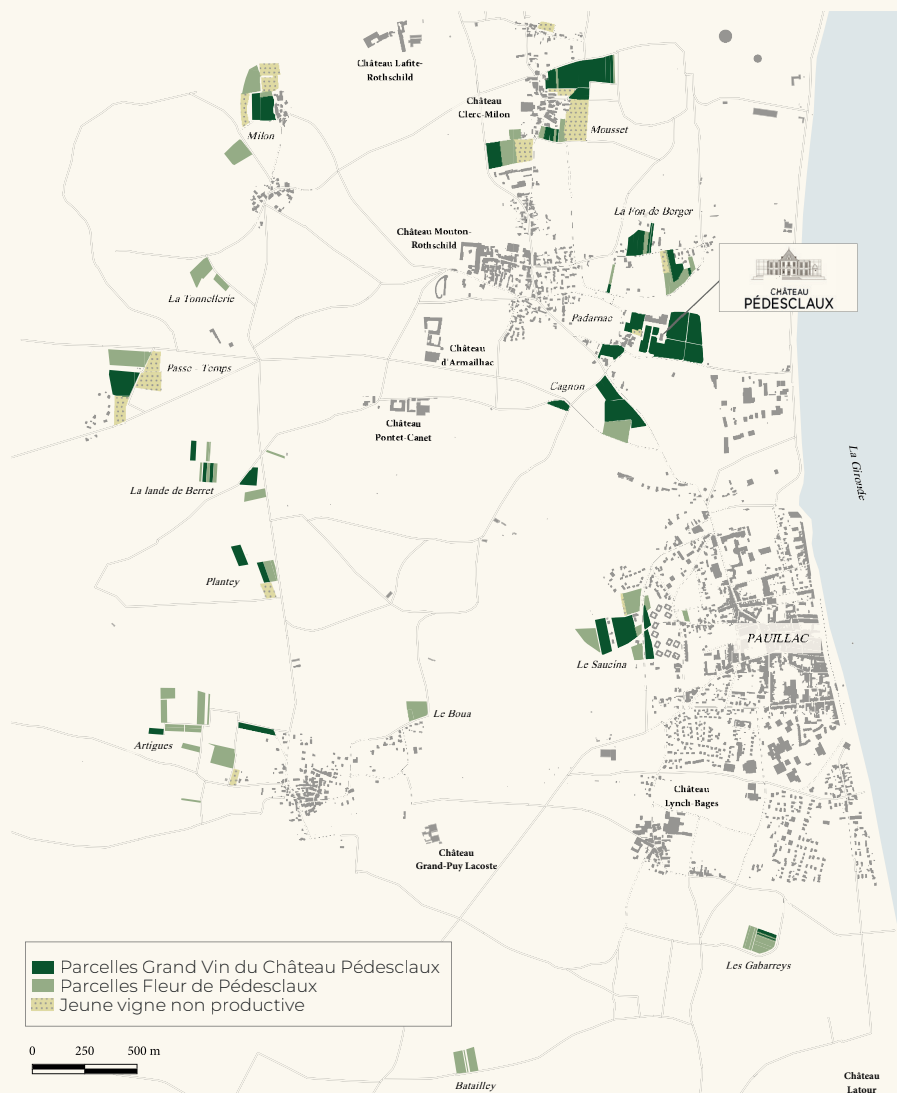 Château Lafite-
Rothschild
Château
Clerc-Milon
Mousset
Milon
La Fon de Berger
Château Mouton-
Rothschild
CHÂTEAU
PÉDESCLAUX
La Tonnellerie
Padarnac
Château
d'Armailhac
Passe - Temps
Cagnon
Château
Pontet-Canet
La Gironde
La lande de Berret
Plantey
PAUILLAC
Le Saucina
Le Boua
Artigues
Château
Lynch-Bages
Château
Grand-Puy Lacoste
Les Gabarreys
Parcelles Grand Vin du Château Pédesclaux
Parcelles Fleur de Pédesclaux
Jeune vigne non productive
0 250 500 m
Batailley
Château
Latour